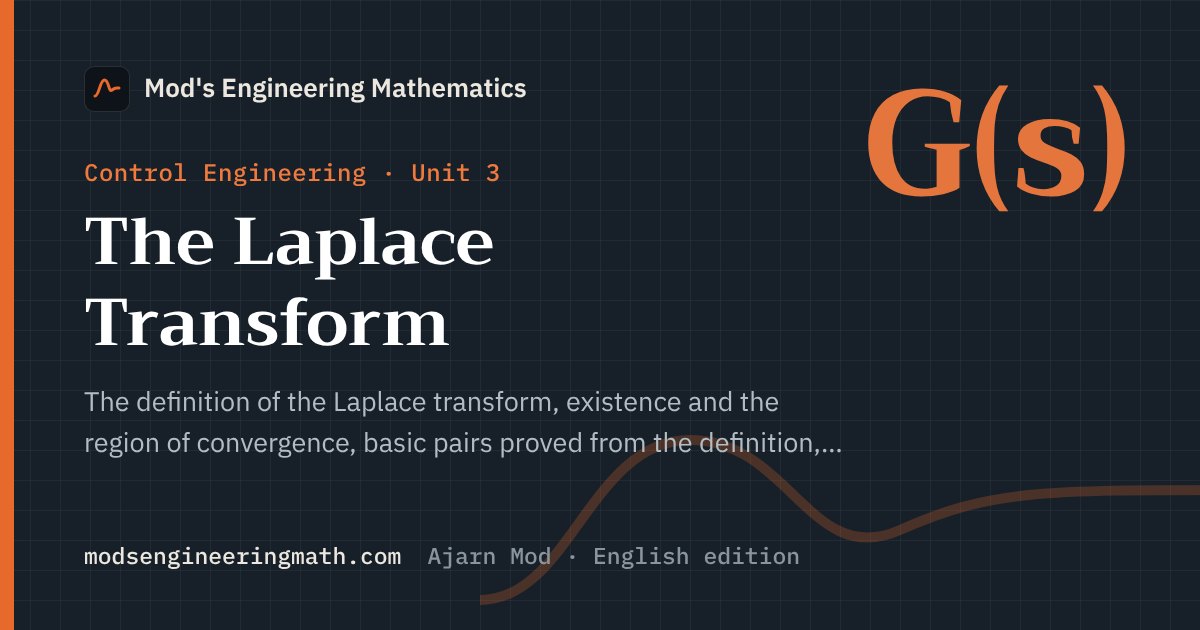 Mod's Engineering Mathematics
G(s)
Control Engineering · Unit 3
The Laplace
Transform
The definition of the Laplace transform, existence and the
region of convergence, basic pairs proved from the definition,...
modsengineeringmath.com Ajarn Mod · English edition